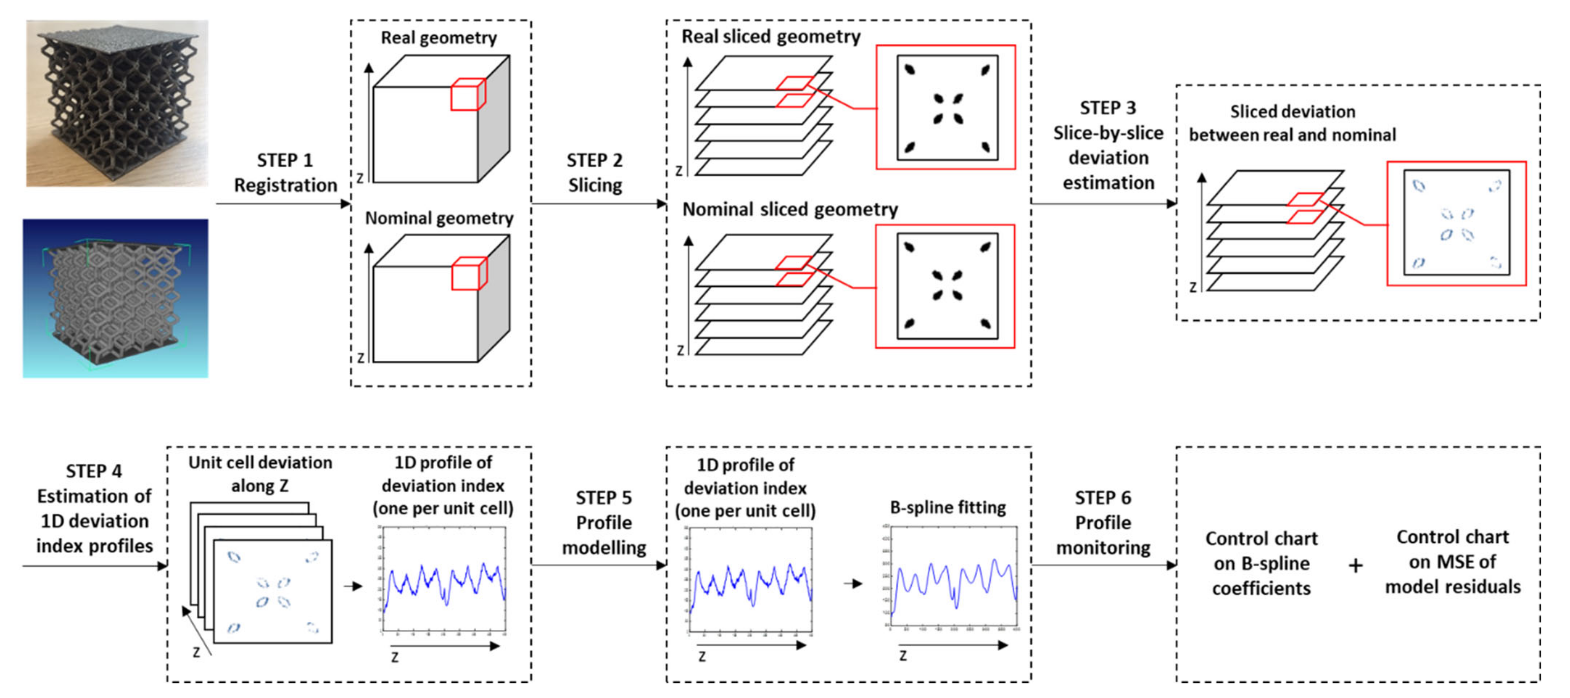 STEP 1
Registration
Real geometry
Z
Nominal geometry
Z
STEP 2
Slicing
Real sliced geometry
Z
Nominal sliced geometry
Z
STEP 3
Slice-by-slice
deviation
estimation
Sliced deviation
between real and nominal
Z
STEP 4
Estimation of
1D deviation
index profiles
Unit cell deviation
along Z
Z
1D profile of
deviation index
(one per unit cell)
Z
STEP 5
Profile
modelling
1D profile of
deviation index
(one per unit cell)
Z
B-spline fitting
Z
STEP 6
Profile
monitoring
Control chart
on B-spline
coefficients
+
Control chart
on MSE of
model residuals